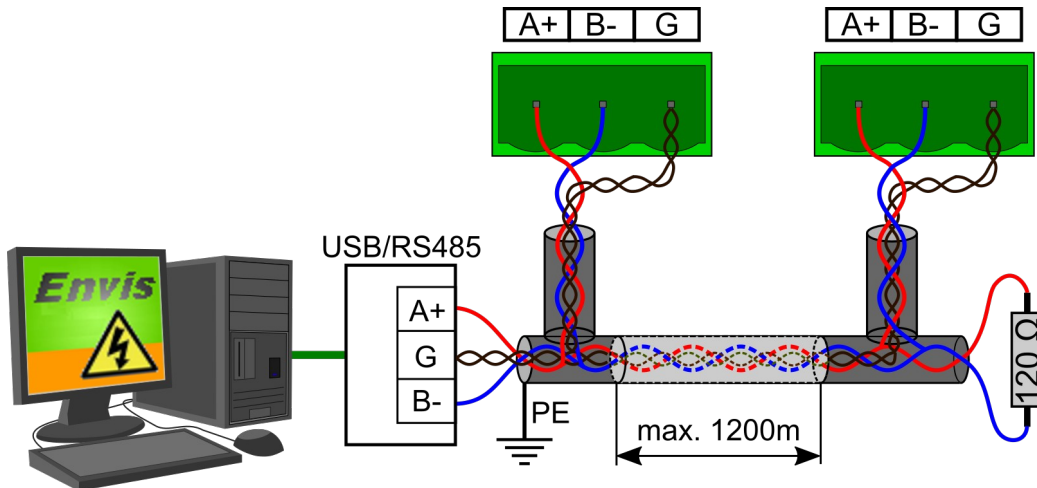 A+ B- G
A+ B- G
USB/RS485
Envis
A+
G
B-
PE
max. 1200m
120 Ω